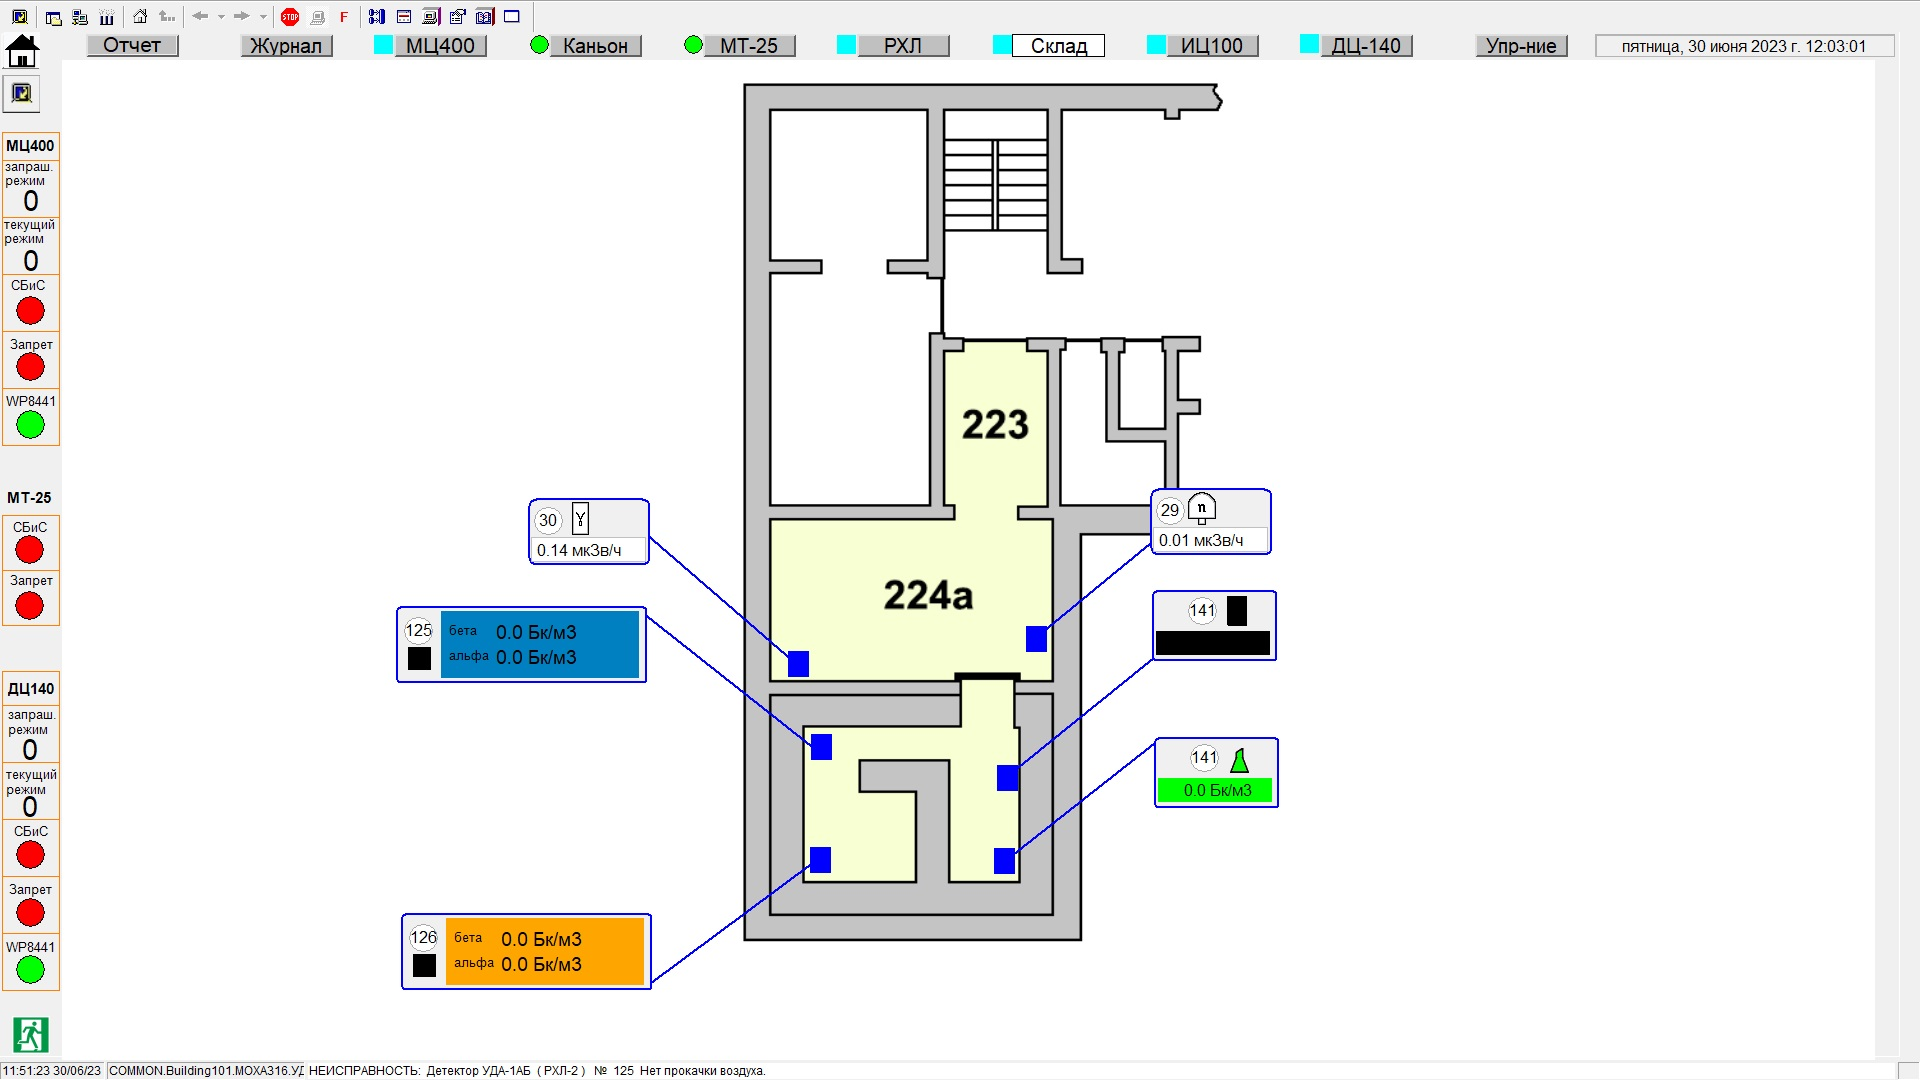 STOP
F
Отчет
Журнал
МЦ400
Каньон
МТ-25
РХЛ
Склад
ИЦ100
ДЦ-140
Упр-ние
пятница, 30 июня 2023 г. 12:03:01
МЦ400
запраш.
режим
0
текущий
режим
0
СБиС
Запрет
WP8441
МТ-25
СБиС
Запрет
ДЦ140
запраш.
режим
0
текущий
режим
0
СБиС
Запрет
WP8441
223
224а
30 γ
0.14 мкЗв/ч
29 n
0.01 мкЗв/ч
125
бета 0.0 Бк/м3
альфа 0.0 Бк/м3
141
141
0.0 Бк/м3
126
бета 0.0 Бк/м3
альфа 0.0 Бк/м3
11:51:23 30/06/23 COMMON.Building101.MOXA316.УД НЕИСПРАВНОСТЬ: Детектор УДА-1АБ ( РХЛ-2 ) № 125 Нет прокачки воздуха.